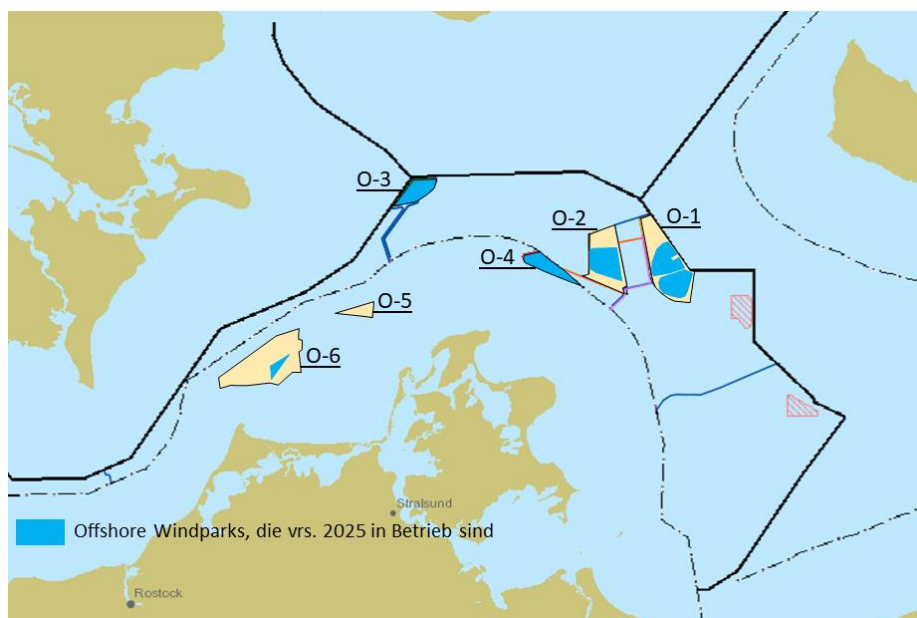 O-3
O-2
O-1
O-4
O-5
O-6
Stralsund
Offshore Windparks, die vrs. 2025 in Betrieb sind
Rostock